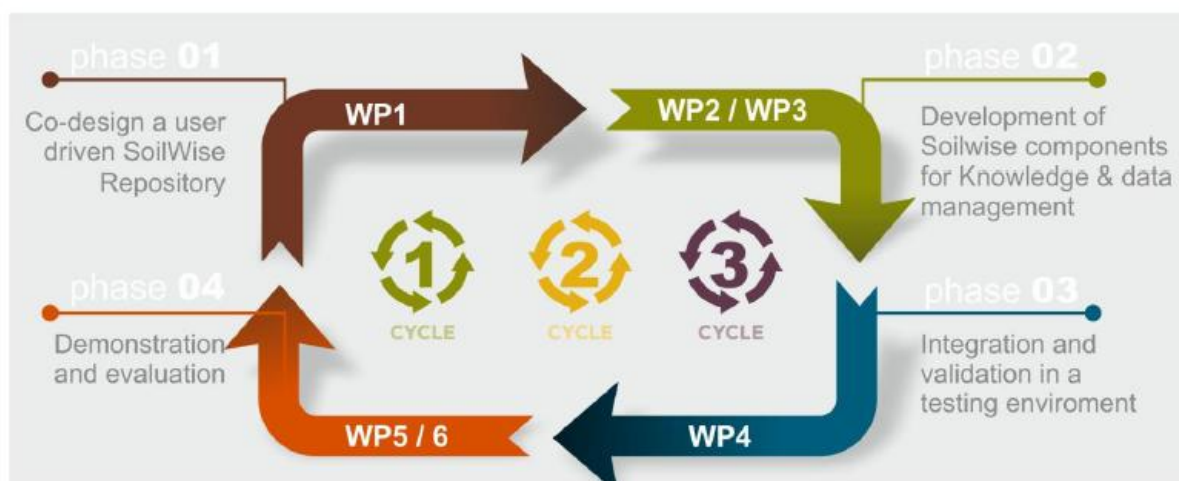 phase 01
Co-design a user
driven SoilWise
Repository
WP1
WP2 / WP3
phase 02
Development of
Soilwise components
for Knowledge & data
management
1
CYCLE
2
CYCLE
3
CYCLE
phase 04
Demonstration
and evaluation
WP5 / 6
WP4
phase 03
Integration and
validation in a
testing enviroment